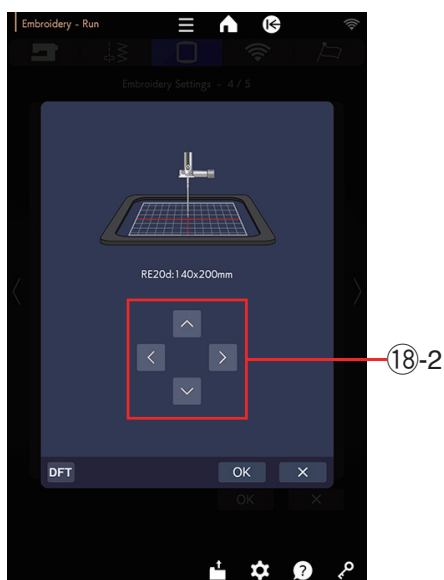 Embroidery - Run
Embroidery Settings - 4 / 5
RE20d:140x200mm
⑱-2
DFT
OK
×
OK
×